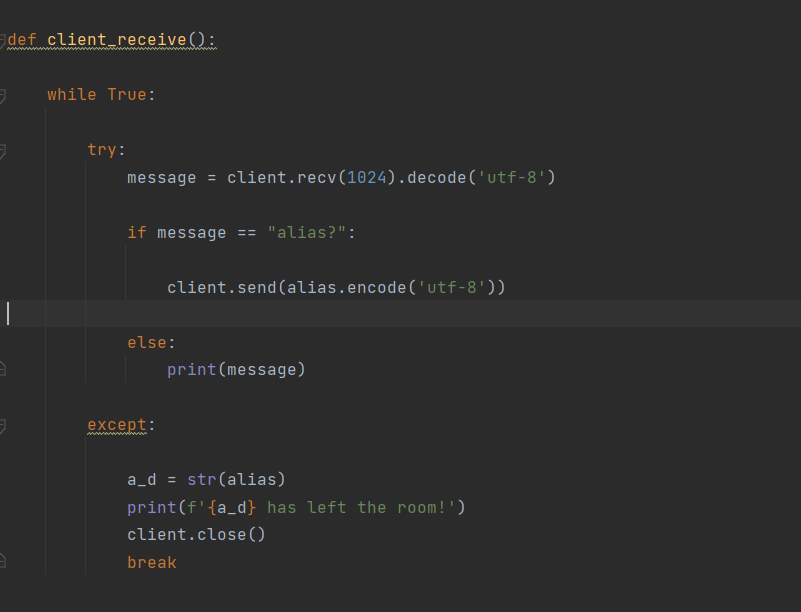 def client_receive():
while True:
try:
message = client.recv(1024).decode('utf-8')
if message == "alias?":
client.send(alias.encode('utf-8'))
else:
print(message)
except:
a_d = str(alias)
print(f'{a_d} has left the room!')
client.close()
break